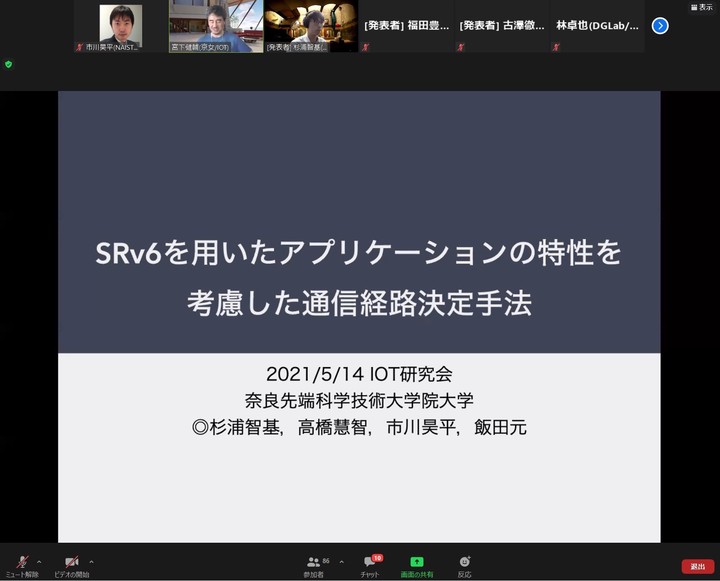 表示
市川昊平(NAIST...
宮下健輔(京女/IOT)
[発表者] 杉浦智基(...
[発表者] 福田豊...
[発表者] 古澤徹...
林卓也(DGLab/...
SRv6を用いたアプリケーションの特性を
考慮した通信経路決定手法
2021/5/14 IOT研究会
奈良先端科学技術大学院大学
◎杉浦智基，高橋慧智，市川昊平，飯田元
ミュート解除
ビデオの開始
86
参加者
10
チャット
画面の共有
反応
退出